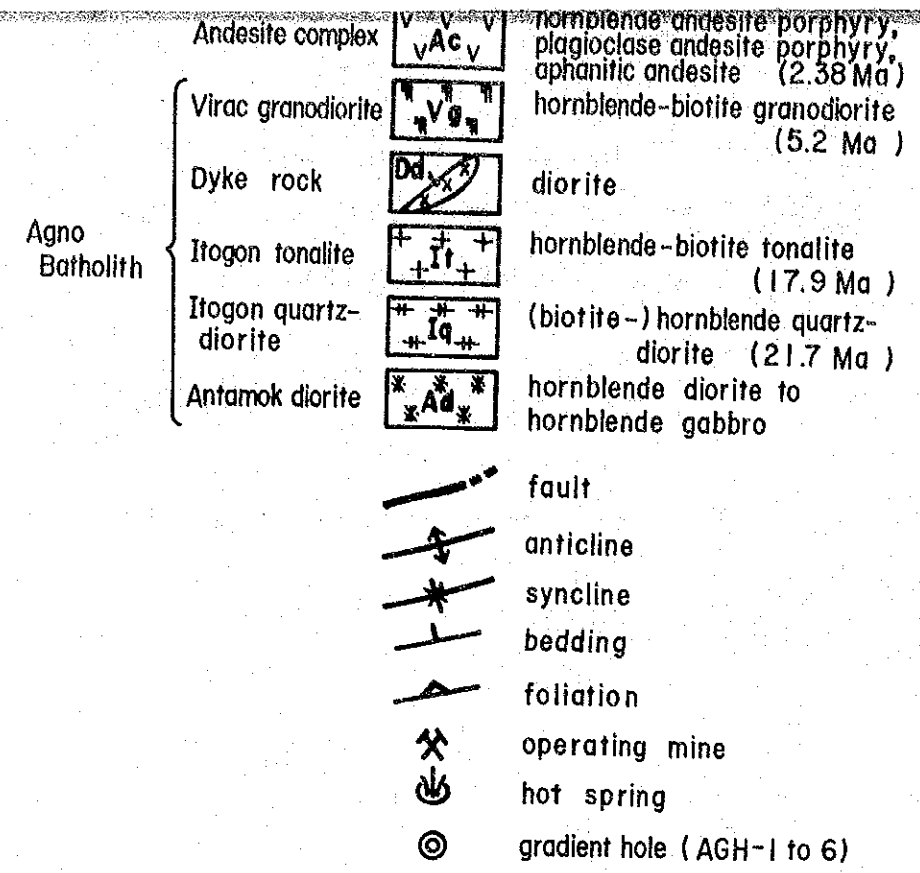 Andesite complex Ac hornblende andesite porphyry,
plagioclase andesite porphyry,
aphanitic andesite (2.38 Ma)
Virac granodiorite Vg hornblende-biotite granodiorite
(5.2 Ma )
Dyke rock Dd diorite
Agno
Batholith
Itogon tonalite It hornblende-biotite tonalite
(17.9 Ma )
Itogon quartz-
diorite
Iq (biotite-) hornblende quartz-
diorite (21.7 Ma )
Antamok diorite Ad hornblende diorite to
hornblende gabbro
fault
anticline
syncline
bedding
foliation
operating mine
hot spring
gradient hole (AGH-1 to 6)